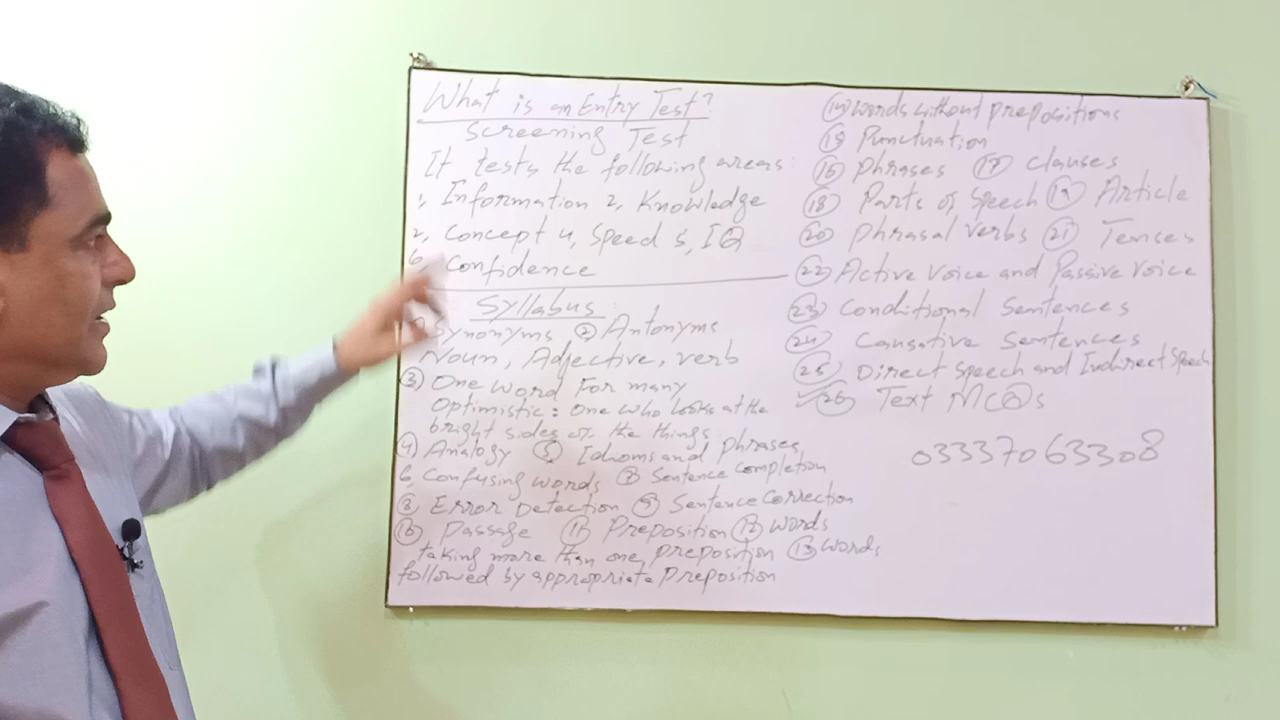 What is an Entry Test?
Screening Test
It tests the following areas:
1, Information 2, Knowledge
2, Concept 4, Speed 5, IQ
6, Confidence
Syllabus:
Synonyms ② Antonyms
Noun, Adjective, verb
③ One word For many
Optimistic: One who looks at the
bright sides of the things.
④ Analogy ⑤ Idioms and Phrases
6, Confusing words ⑦ Sentence Completion
⑧ Error Detection ⑨ Sentence Correction
⑩ Passage ⑪ Preposition ⑫ Words
taking more than one preposition ⑬ Words
followed by appropriate Preposition
⑭ Words without prepositions
⑮ Punctuation
⑯ Phrases ⑰ Clauses
⑱ Parts of Speech ⑲ Article
⑳ Phrasal verbs ㉑ Tenses
㉒ Active Voice and Passive Voice
㉓ Conditional Sentences
㉔ Causative Sentences
㉕ Direct Speech and Indirect Speech
㉖ Text MCQs
03337063308